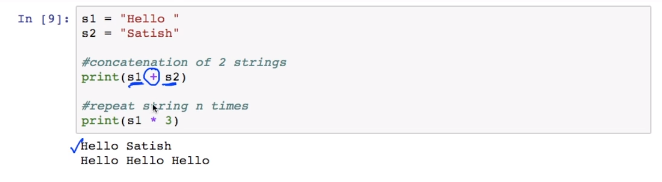 In [9]: s1 = "Hello "
s2 = "Satish"
#concatenation of 2 strings
print(s1 + s2)
#repeat string n times
print(s1 * 3)
Hello Satish
Hello Hello Hello